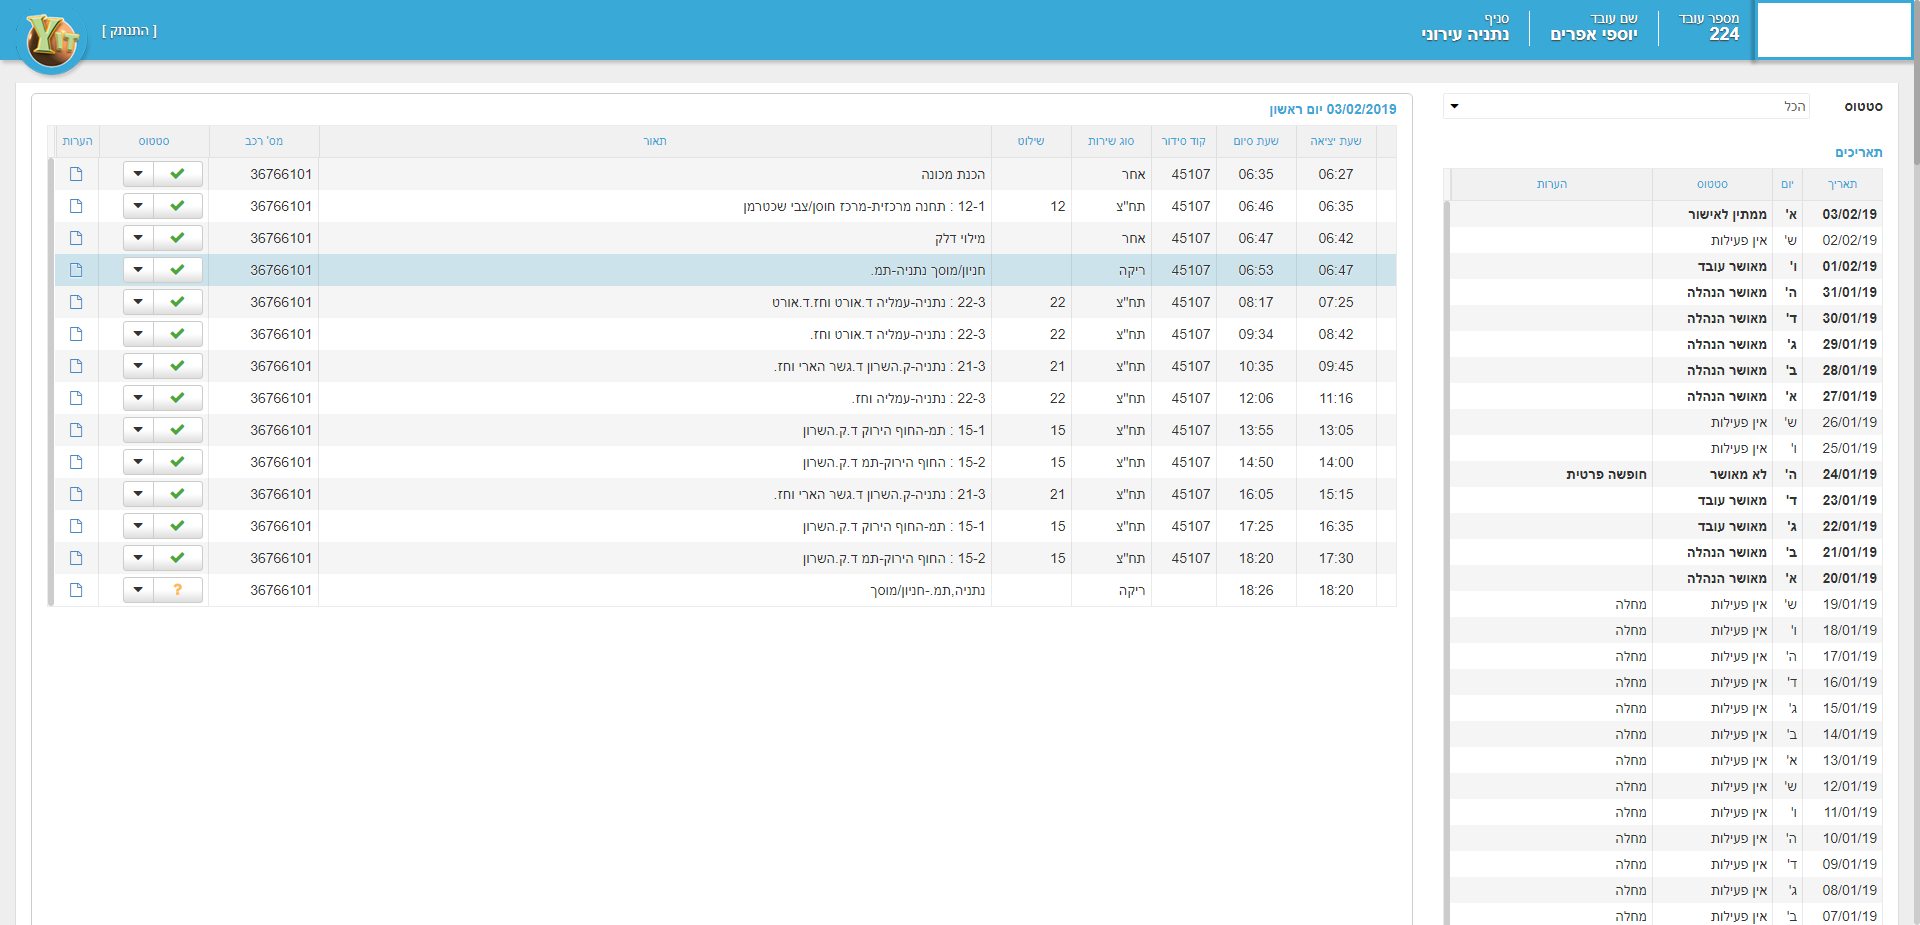 מספר עובד
224
שם עובד
יוספי אפרים
סניף
נתניה עירוני
[ התנתק ]
YIT
סטטוס הכל
תאריכים
תאריך יום סטטוס הערות
03/02/19 א' ממתין לאישור
02/02/19 ש' אין פעילות
01/02/19 ו' מאושר עובד
31/01/19 ה' מאושר הנהלה
30/01/19 ד' מאושר הנהלה
29/01/19 ג' מאושר הנהלה
28/01/19 ב' מאושר הנהלה
27/01/19 א' מאושר הנהלה
26/01/19 ש' אין פעילות
25/01/19 ו' אין פעילות
24/01/19 ה' לא מאושר חופשה פרטית
23/01/19 ד' מאושר עובד
22/01/19 ג' מאושר עובד
21/01/19 ב' מאושר הנהלה
20/01/19 א' מאושר הנהלה
19/01/19 ש' אין פעילות מחלה
18/01/19 ו' אין פעילות מחלה
17/01/19 ה' אין פעילות מחלה
16/01/19 ד' אין פעילות מחלה
15/01/19 ג' אין פעילות מחלה
14/01/19 ב' אין פעילות מחלה
13/01/19 א' אין פעילות מחלה
12/01/19 ש' אין פעילות מחלה
11/01/19 ו' אין פעילות מחלה
10/01/19 ה' אין פעילות מחלה
09/01/19 ד' אין פעילות מחלה
08/01/19 ג' אין פעילות מחלה
07/01/19 ב' אין פעילות מחלה
03/02/2019 יום ראשון
שעת יציאה שעת סיום קוד סידור סוג שירות שילוט תאור מס' רכב סטטוס הערות
06:27 06:35 45107 אחר הכנת מכונה 36766101
06:35 06:46 45107 תח"צ 12 12-1 : תחנה מרכזית-מרכז חוסן/צבי שכטרמן 36766101
06:42 06:47 45107 אחר מילוי דלק 36766101
06:47 06:53 45107 ריקה חניון/מוסך נתניה-תמ. 36766101
07:25 08:17 45107 תח"צ 22 22-3 : נתניה-עמליה ד.אורט וחז.ד.אורט 36766101
08:42 09:34 45107 תח"צ 22 22-3 : נתניה-עמליה ד.אורט וחז. 36766101
09:45 10:35 45107 תח"צ 21 21-3 : נתניה-ק.השרון ד.גשר הארי וחז. 36766101
11:16 12:06 45107 תח"צ 22 22-3 : נתניה-עמליה וחז. 36766101
13:05 13:55 45107 תח"צ 15 15-1 : תמ-החוף הירוק ד.ק.השרון 36766101
14:00 14:50 45107 תח"צ 15 15-2 : החוף הירוק-תמ ד.ק.השרון 36766101
15:15 16:05 45107 תח"צ 21 21-3 : נתניה-ק.השרון ד.גשר הארי וחז. 36766101
16:35 17:25 45107 תח"צ 15 15-1 : תמ-החוף הירוק ד.ק.השרון 36766101
17:30 18:20 45107 תח"צ 15 15-2 : החוף הירוק-תמ ד.ק.השרון 36766101
18:20 18:26 ריקה נתניה,תמ.-חניון/מוסך 36766101 ?